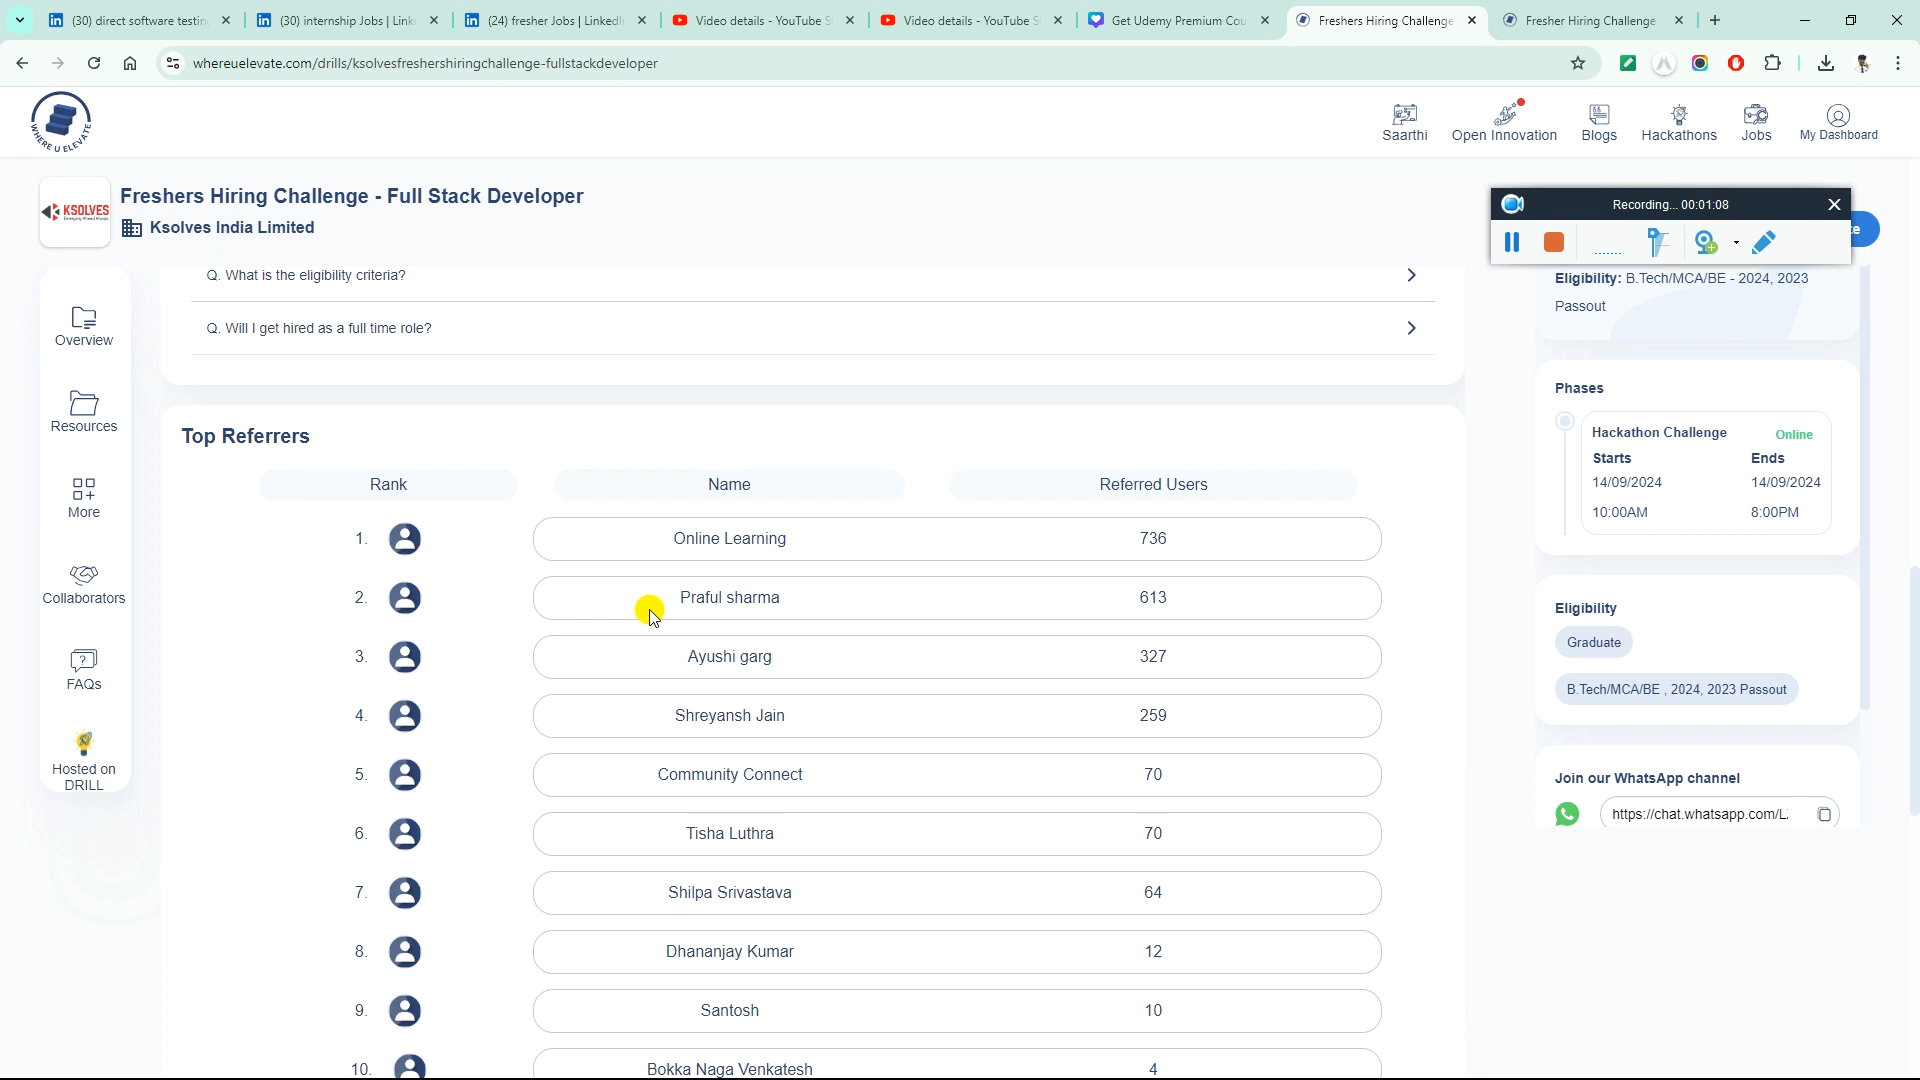 (30) direct software testin
(30) internship Jobs | Link
(24) fresher Jobs | LinkedI
Video details - YouTube S
Video details - YouTube S
Get Udemy Premium Cou
Freshers Hiring Challenge
Fresher Hiring Challenge
whereuelevate.com/drills/ksolvesfreshershiringchallenge-fullstackdeveloper
WHERE U ELEVATE
Saarthi
Open Innovation
Blogs
Hackathons
Jobs
My Dashboard
KSOLVES
Freshers Hiring Challenge - Full Stack Developer
Ksolves India Limited
Recording... 00:01:08
Overview
Resources
More
Collaborators
FAQs
Hosted on
DRILL
Q. What is the eligibility criteria?
Q. Will I get hired as a full time role?
Top Referrers
Rank Name Referred Users
1. Online Learning 736
2. Praful sharma 613
3. Ayushi garg 327
4. Shreyansh Jain 259
5. Community Connect 70
6. Tisha Luthra 70
7. Shilpa Srivastava 64
8. Dhananjay Kumar 12
9. Santosh 10
10. Bokka Naga Venkatesh 4
Eligibility: B.Tech/MCA/BE - 2024, 2023
Passout
Phases
Hackathon Challenge Online
Starts Ends
14/09/2024 14/09/2024
10:00AM 8:00PM
Eligibility
Graduate
B.Tech/MCA/BE , 2024, 2023 Passout
Join our WhatsApp channel
https://chat.whatsapp.com/L